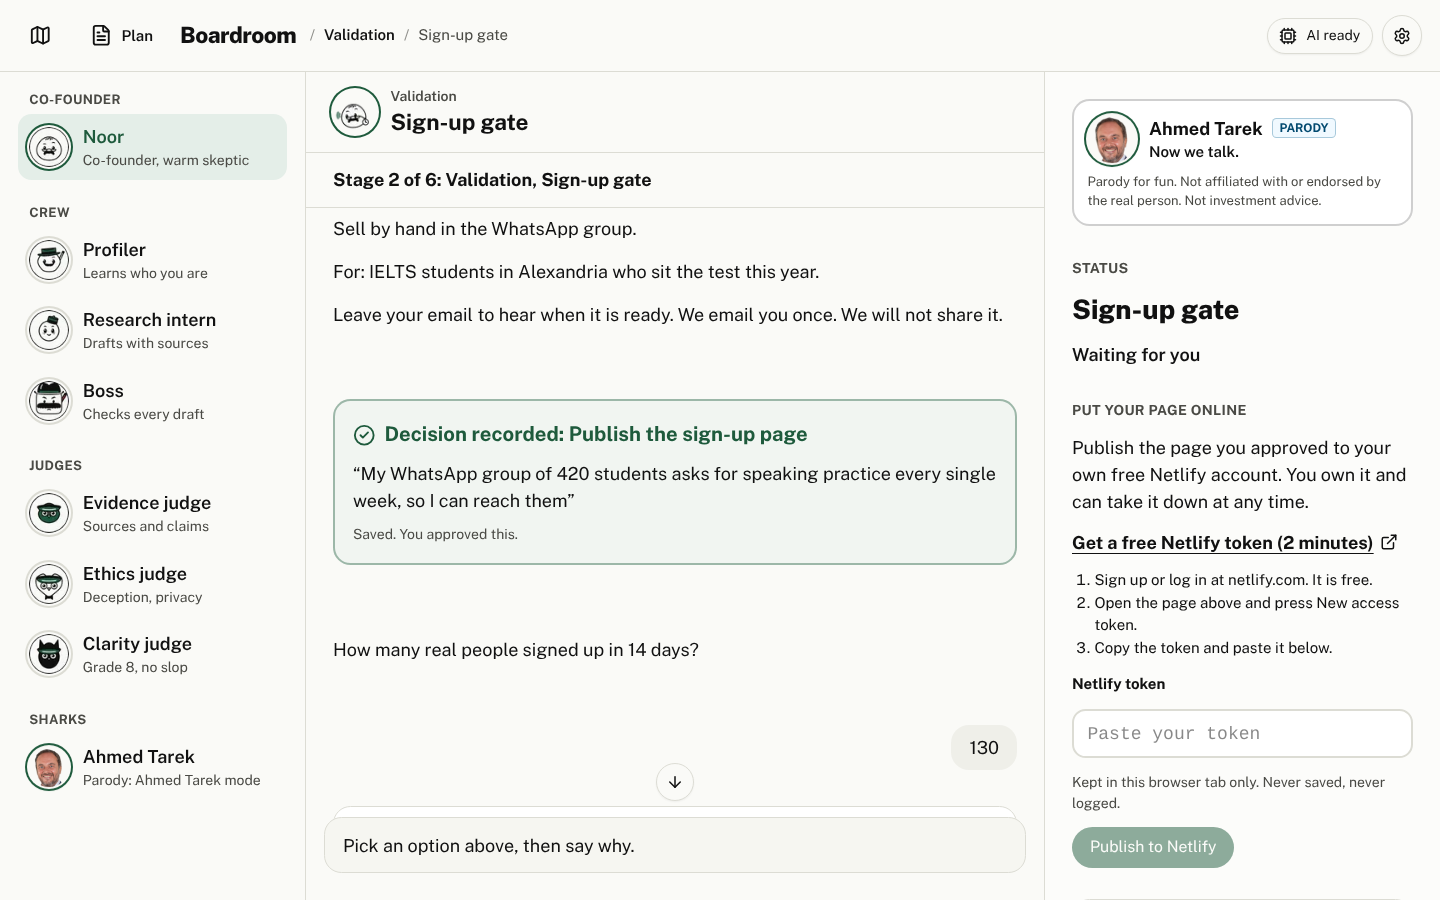 Plan
Boardroom / Validation / Sign-up gate
AI ready
CO-FOUNDER
Noor
Co-founder, warm skeptic
CREW
Profiler
Learns who you are
Research intern
Drafts with sources
Boss
Checks every draft
JUDGES
Evidence judge
Sources and claims
Ethics judge
Deception, privacy
Clarity judge
Grade 8, no slop
SHARKS
Ahmed Tarek
Parody: Ahmed Tarek mode
Validation
Sign-up gate
Stage 2 of 6: Validation, Sign-up gate
Sell by hand in the WhatsApp group.
For: IELTS students in Alexandria who sit the test this year.
Leave your email to hear when it is ready. We email you once. We will not share it.
Decision recorded: Publish the sign-up page
“My WhatsApp group of 420 students asks for speaking practice every single
week, so I can reach them”
Saved. You approved this.
How many real people signed up in 14 days?
130
Pick an option above, then say why.
Ahmed Tarek PARODY
Now we talk.
Parody for fun. Not affiliated with or endorsed by
the real person. Not investment advice.
STATUS
Sign-up gate
Waiting for you
PUT YOUR PAGE ONLINE
Publish the page you approved to your
own free Netlify account. You own it and
can take it down at any time.
Get a free Netlify token (2 minutes)
1. Sign up or log in at netlify.com. It is free.
2. Open the page above and press New access
token.
3. Copy the token and paste it below.
Netlify token
Paste your token
Kept in this browser tab only. Never saved, never
logged.
Publish to Netlify